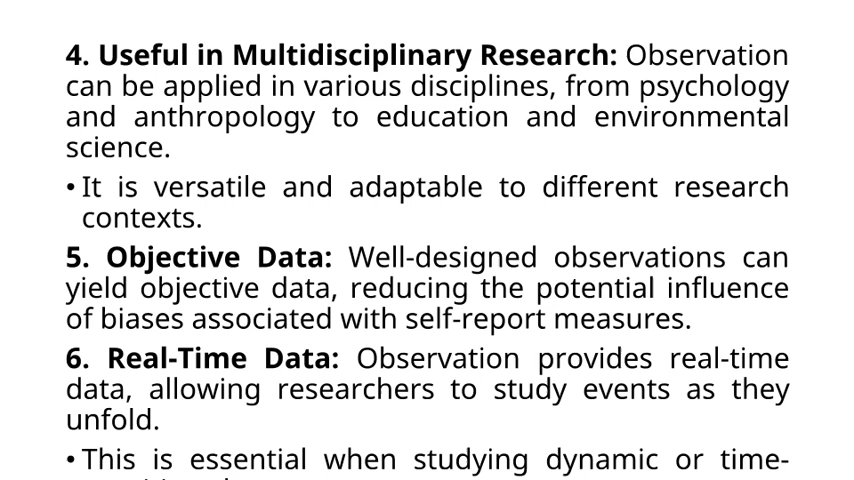 4. Useful in Multidisciplinary Research: Observation
can be applied in various disciplines, from psychology
and anthropology to education and environmental
science.
• It is versatile and adaptable to different research
contexts.
5. Objective Data: Well-designed observations can
yield objective data, reducing the potential influence
of biases associated with self-report measures.
6. Real-Time Data: Observation provides real-time
data, allowing researchers to study events as they
unfold.
• This is essential when studying dynamic or time-